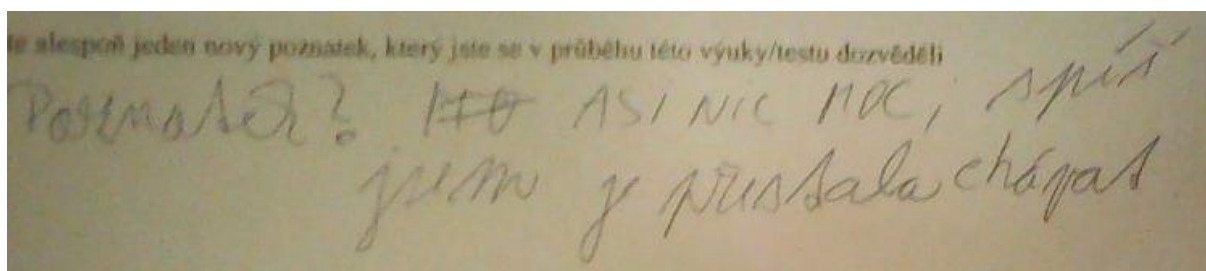 te alespoň jeden nový poznatek, který jste se v průběhu této výuky/testu dozvěděli
Poznatek? ASI NIC MOC, spíš
jsem y přestala chápat